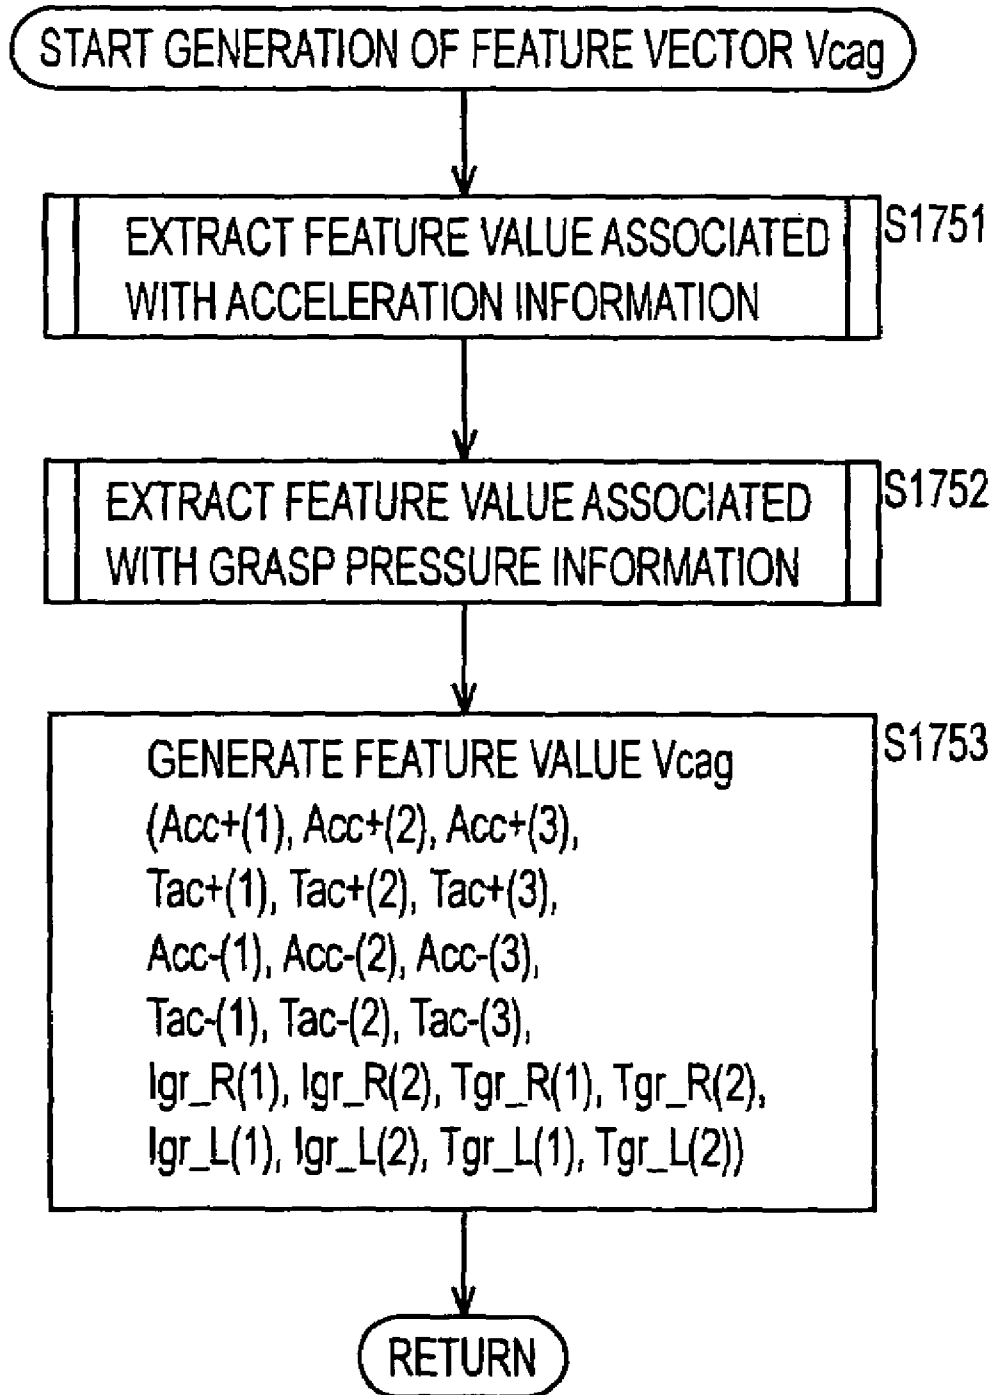 START GENERATION OF FEATURE VECTOR Vcag
EXTRACT FEATURE VALUE ASSOCIATED
WITH ACCELERATION INFORMATION
S1751
EXTRACT FEATURE VALUE ASSOCIATED
WITH GRASP PRESSURE INFORMATION
S1752
GENERATE FEATURE VALUE Vcag
S1753
(Acc+(1), Acc+(2), Acc+(3),
Tac+(1), Tac+(2), Tac+(3),
Acc-(1), Acc-(2), Acc-(3),
Tac-(1), Tac-(2), Tac-(3),
Igr_R(1), Igr_R(2), Tgr_R(1), Tgr_R(2),
Igr_L(1), Igr_L(2), Tgr_L(1), Tgr_L(2))
RETURN